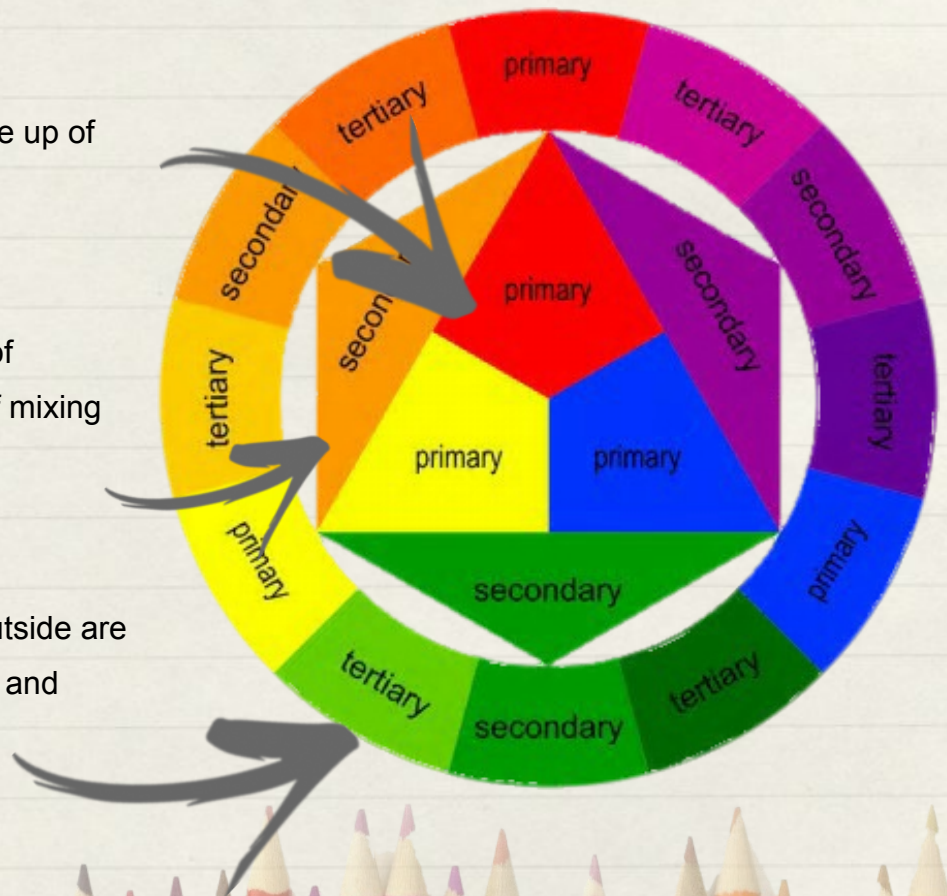 e up of
of
f mixing
utside are
and
primary
tertiary
secondary
tertiary
primary
tertiary
secondary
tertiary
primary
tertiary
secondary
tertiary
primary
secondary
primary
primary
secondary